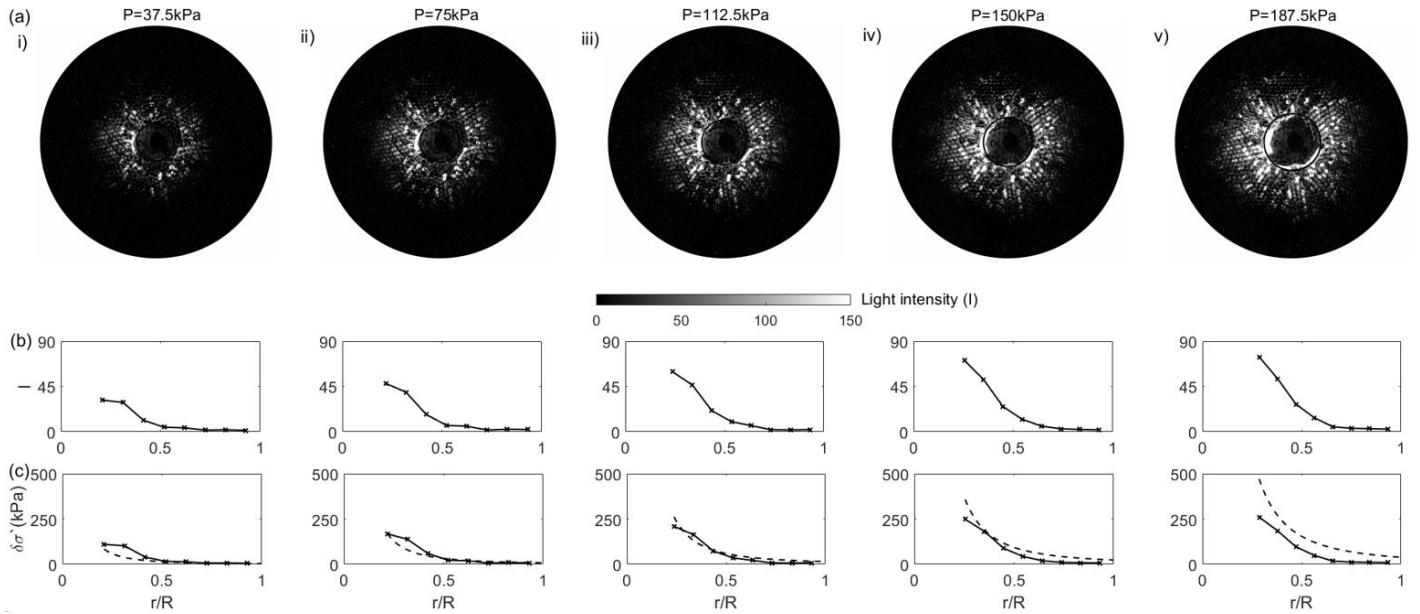 (a)
P=37.5kPa P=75kPa P=112.5kPa P=150kPa P=187.5kPa
i) ii) iii) iv) v)
Light intensity (I)
0 50 100 150
(b)
I
90 90 90 90 90
45 45 45 45 45
0 0 0 0 0
0 0.5 1 0 0.5 1 0 0.5 1 0 0.5 1 0 0.5 1
(c)
δσ`(kPa)
500 500 500 500 500
250 250 250 250 250
0 0 0 0 0
0 0.5 1 0 0.5 1 0 0.5 1 0 0.5 1 0 0.5 1
r/R r/R r/R r/R r/R